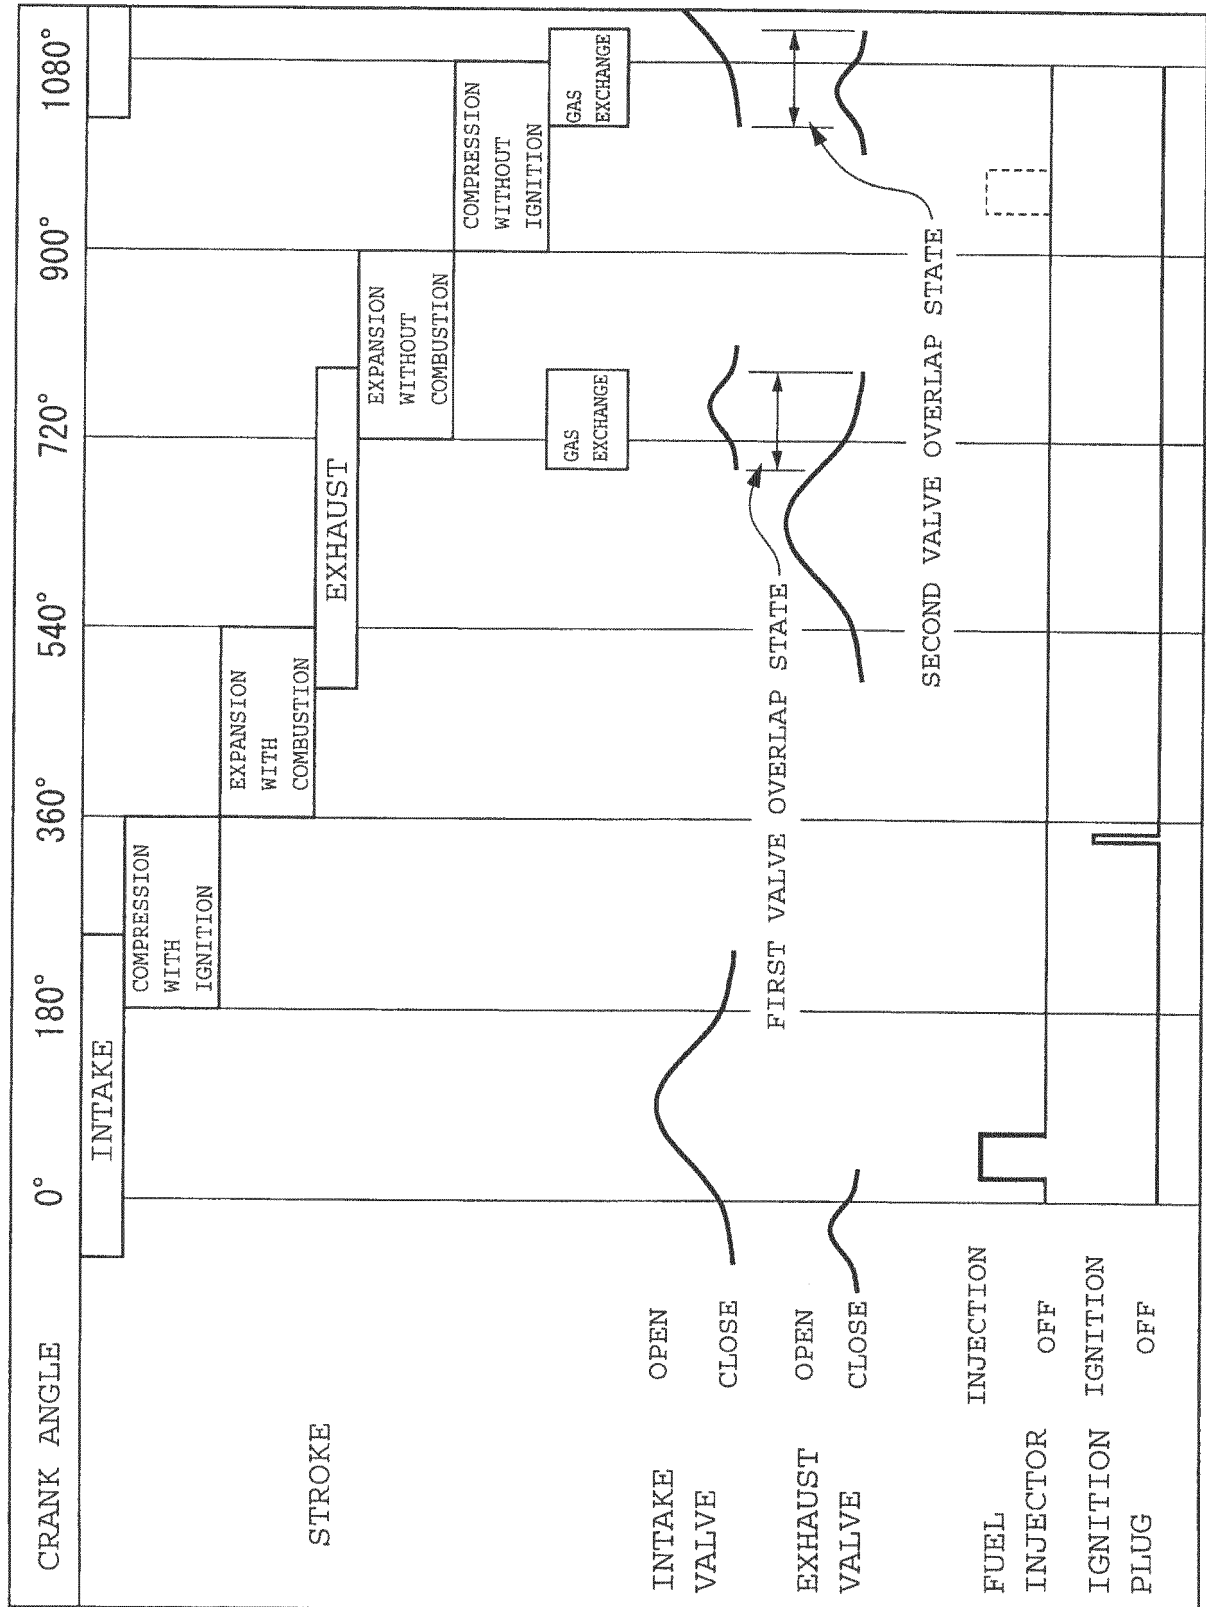 CRANK ANGLE
0°
180°
360°
540°
720°
900°
1080°
STROKE
INTAKE
COMPRESSION
WITH
IGNITION
EXPANSION
WITH
COMBUSTION
EXHAUST
EXPANSION
WITHOUT
COMBUSTION
COMPRESSION
WITHOUT
IGNITION
GAS
EXCHANGE
GAS
EXCHANGE
INTAKE
VALVE
OPEN
CLOSE
FIRST VALVE OVERLAP STATE
EXHAUST
VALVE
OPEN
CLOSE
SECOND VALVE OVERLAP STATE
FUEL
INJECTOR
INJECTION
OFF
IGNITION
PLUG
IGNITION
OFF